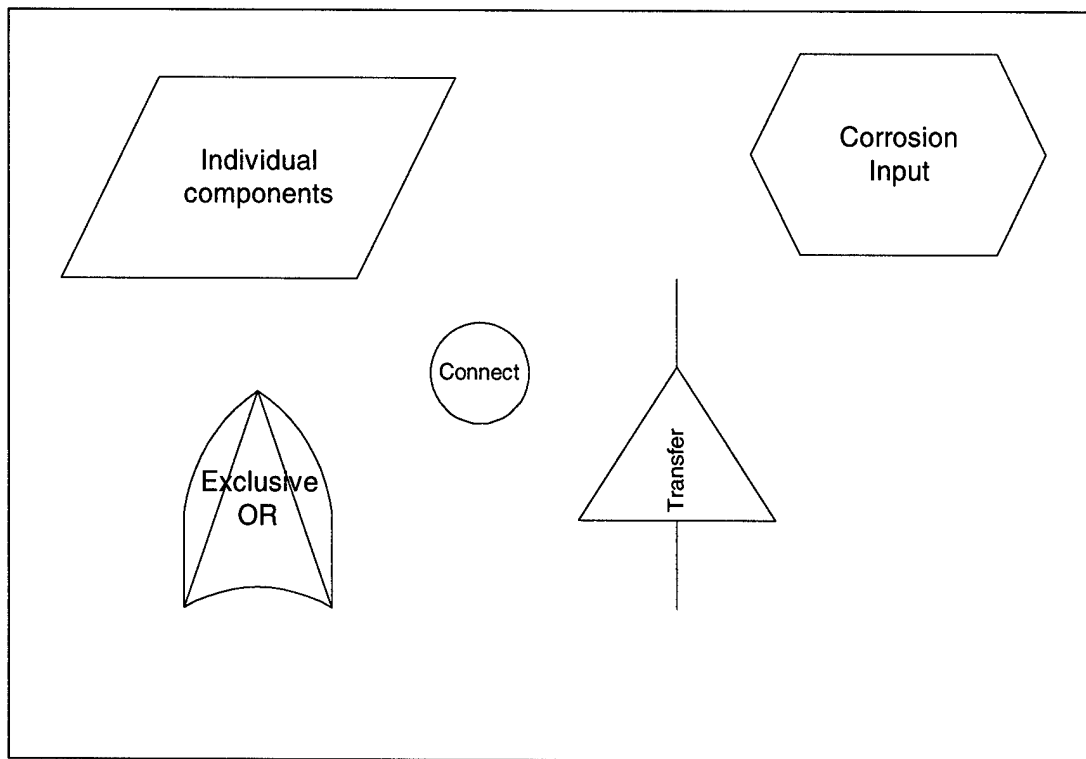 Individual
components
Corrosion
Input
Connect
Exclusive
OR
Transfer